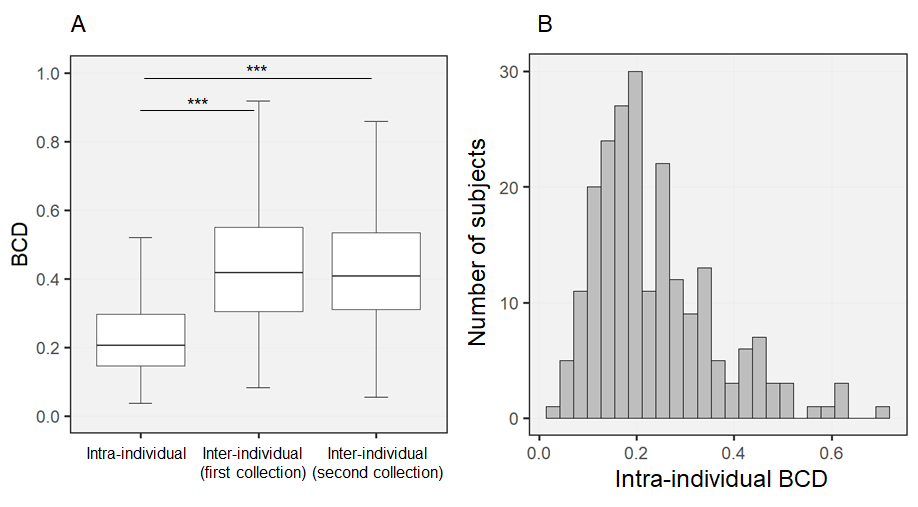 A
BCD
1.0
0.8
0.6
0.4
0.2
0.0
***
***
Intra-individual
Inter-individual
(first collection)
Inter-individual
(second collection)
B
Number of subjects
30
20
10
0
0.0
0.2
0.4
0.6
Intra-individual BCD